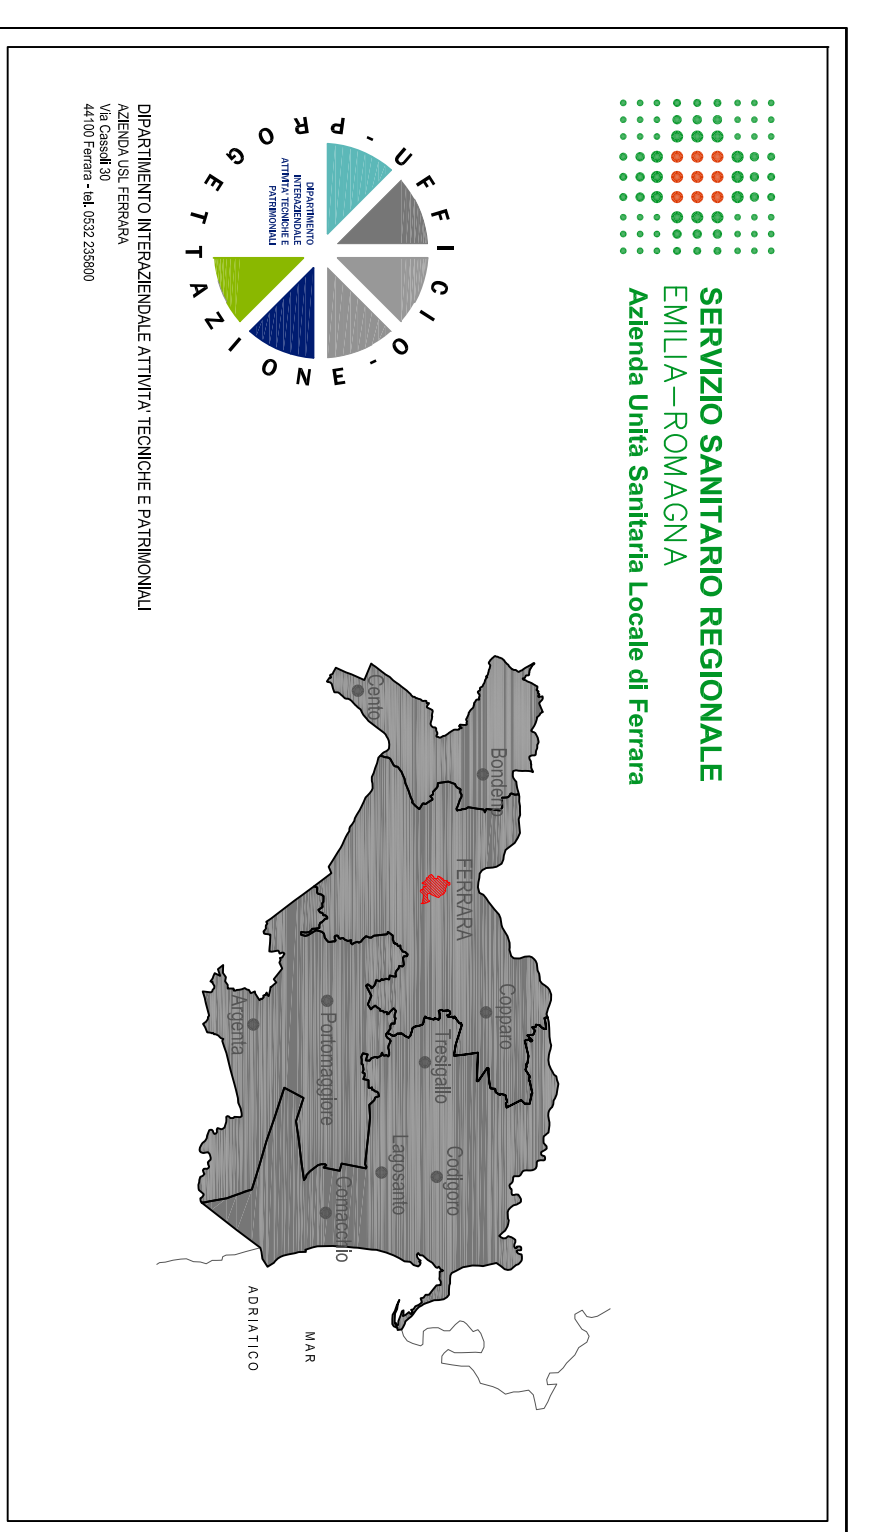 SERVIZIO SANITARIO REGIONALE
EMILIA-ROMAGNA
Azienda Unità Sanitaria Locale di Ferrara
UFFICIO-PROGETTAZIONE-
DIPARTIMENTO
INTERAZIENDALE
ATTIVITA' TECNICHE E
PATRIMONIALI
DIPARTIMENTO INTERAZIENDALE ATTIVITA' TECNICHE E PATRIMONIALI
AZIENDA USL FERRARA
Via Cassoli 30
44100 Ferrara - tel. 0532 235800
Bondeno
Cento
FERRARA
Copparo
Tresigallo
Portomaggiore
Argenta
Codigoro
Lagosanto
Comacchio
MAR
ADRIATICO